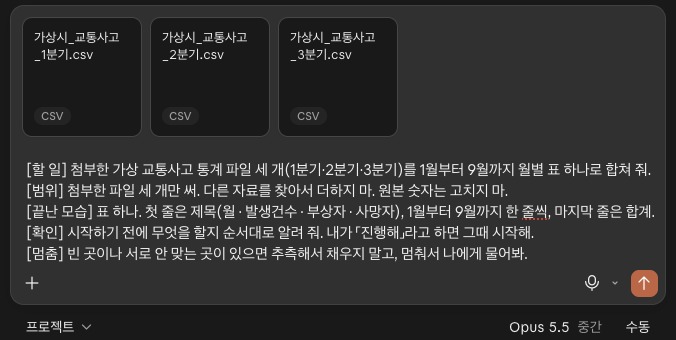 가상시_교통사고
_1분기.csv
CSV
가상시_교통사고
_2분기.csv
CSV
가상시_교통사고
_3분기.csv
CSV
[할 일] 첨부한 가상 교통사고 통계 파일 세 개(1분기·2분기·3분기)를 1월부터 9월까지 월별 표 하나로 합쳐 줘.
[범위] 첨부한 파일 세 개만 써. 다른 자료를 찾아서 더하지 마. 원본 숫자는 고치지 마.
[끝난 모습] 표 하나. 첫 줄은 제목(월 · 발생건수 · 부상자 · 사망자), 1월부터 9월까지 한 줄씩, 마지막 줄은 합계.
[확인] 시작하기 전에 무엇을 할지 순서대로 알려 줘. 내가 「진행해」라고 하면 그때 시작해.
[멈춤] 빈 곳이나 서로 안 맞는 곳이 있으면 추측해서 채우지 말고, 멈춰서 나에게 물어봐.
프로젝트
Opus 5.5 중간 수동